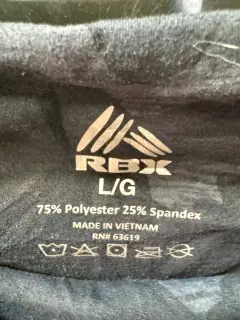 RBX
L/G
75% Polyester 25% Spandex
MADE IN VIETNAM
RN# 63619